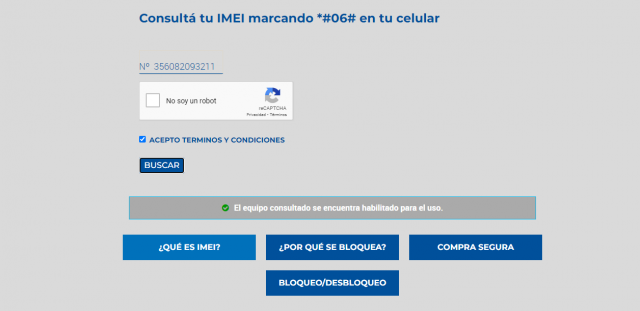 Consultá tu IMEI marcando *#06# en tu celular
Nº 356082093211
No soy un robot
reCAPTCHA
Privacidad - Términos
ACEPTO TERMINOS Y CONDICIONES
BUSCAR
El equipo consultado se encuentra habilitado para el uso.
¿QUÉ ES IMEI?
¿POR QUÉ SE BLOQUEA?
COMPRA SEGURA
BLOQUEO/DESBLOQUEO